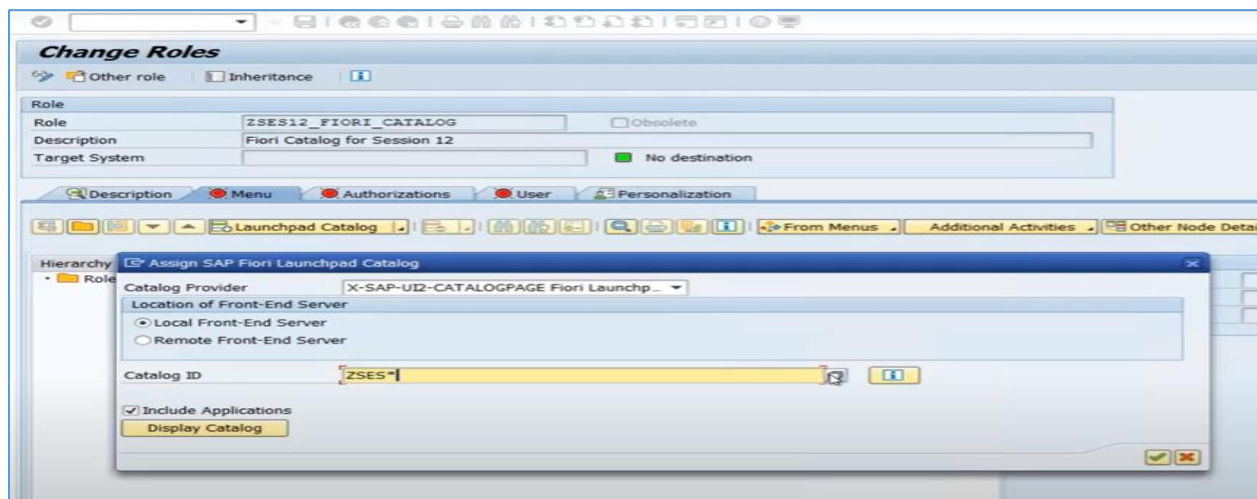 Change Roles
Other role Inheritance
Role
Role ZSES12_FIORI_CATALOG Obsolete
Description Fiori Catalog for Session 12
Target System No destination
Description Menu Authorizations User Personalization
Launchpad Catalog From Menus Additional Activities Other Node Detai
Hierarchy Assign SAP Fiori Launchpad Catalog
Role
Catalog Provider X-SAP-UI2-CATALOGPAGE Fiori Launchp..
Location of Front-End Server
Local Front-End Server
Remote Front-End Server
Catalog ID ZSES*
Include Applications
Display Catalog